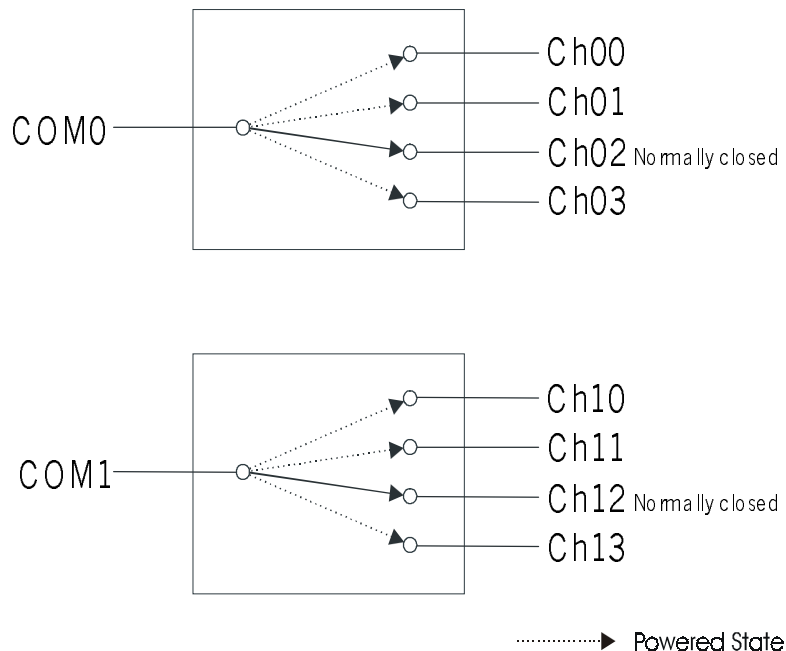 Ch00
Ch01
COM0
Ch02 Normally closed
Ch03
Ch10
Ch11
COM1
Ch12 Normally closed
Ch13
Powered State